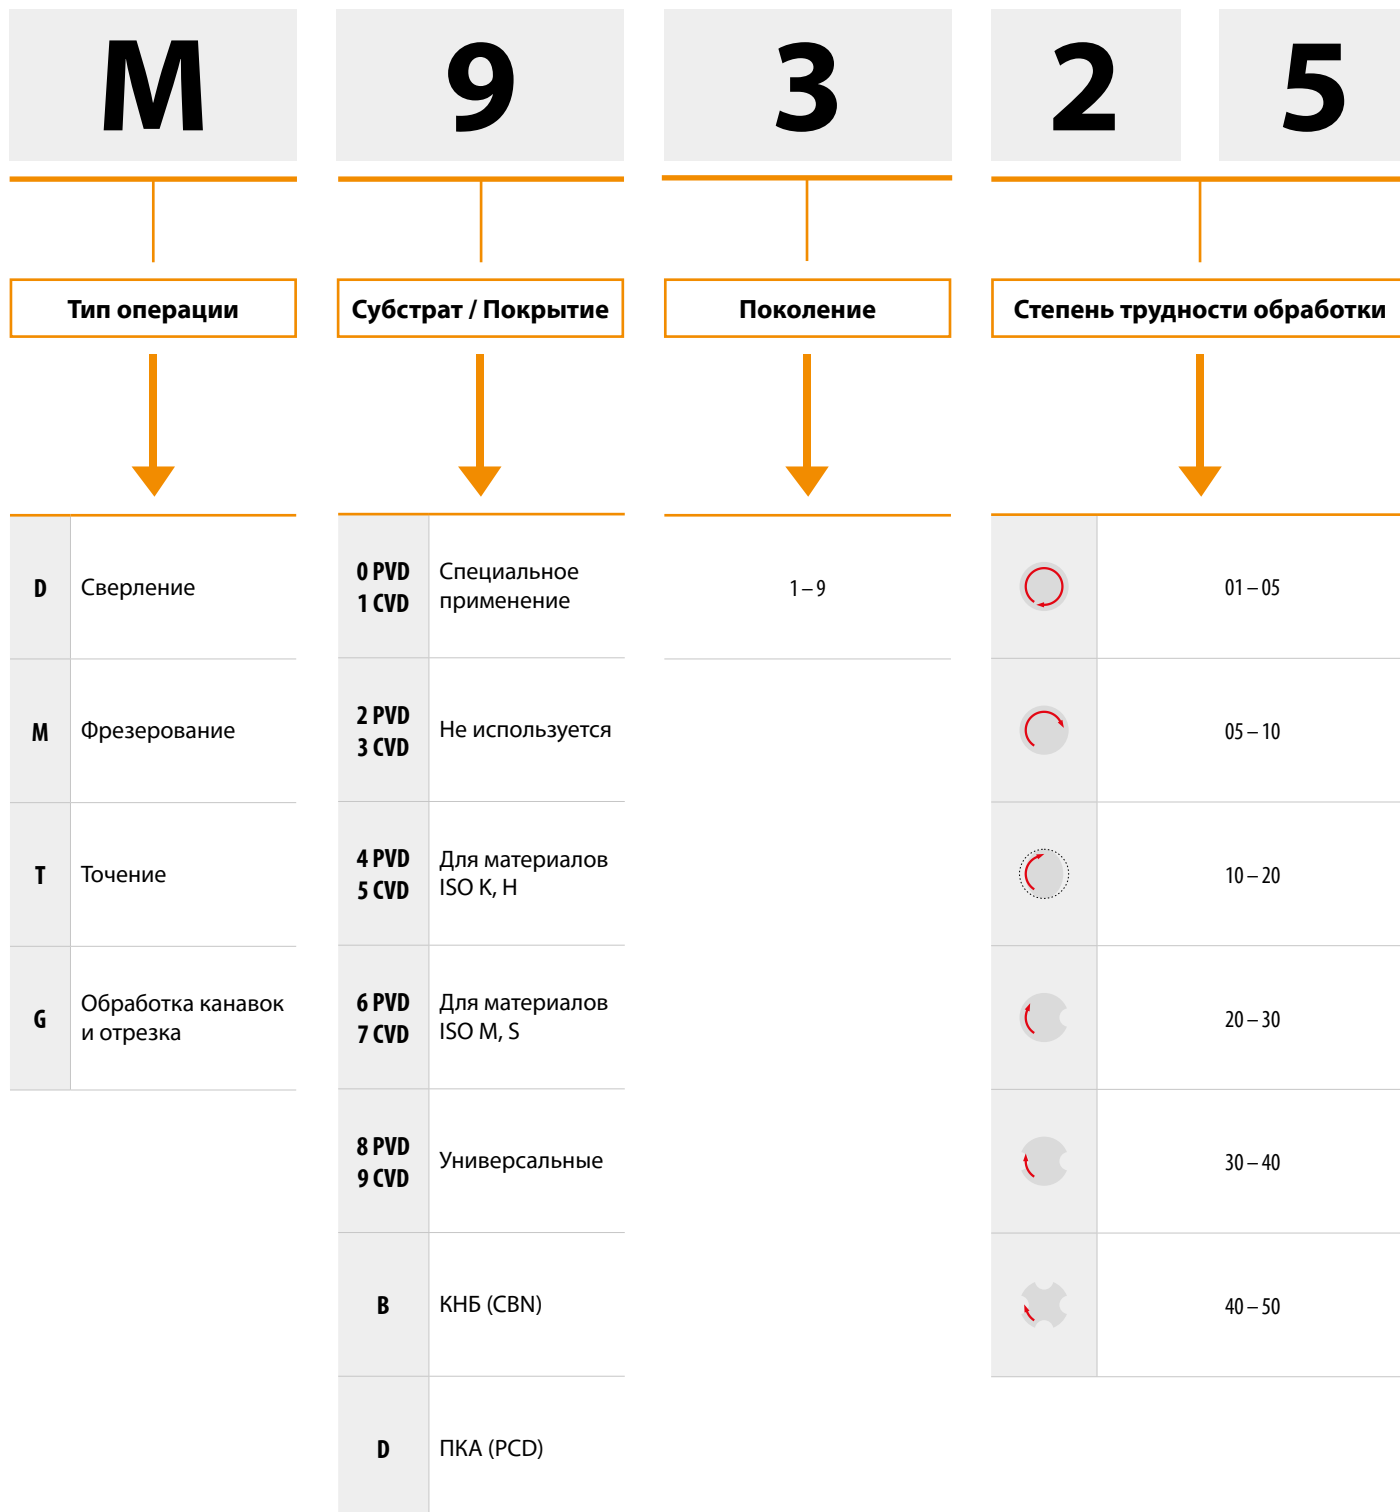 M 9 3 2 5
Тип операции
Субстрат / Покрытие
Поколение
Степень трудности обработки
D Сверление
M Фрезерование
T Точение
G Обработка канавок
и отрезка
0 PVD
1 CVD
Специальное
применение
2 PVD
3 CVD
Не используется
4 PVD
5 CVD
Для материалов
ISO K, H
6 PVD
7 CVD
Для материалов
ISO M, S
8 PVD
9 CVD
Универсальные
B КНБ (CBN)
D ПКА (PCD)
1 – 9
01 – 05
05 – 10
10 – 20
20 – 30
30 – 40
40 – 50